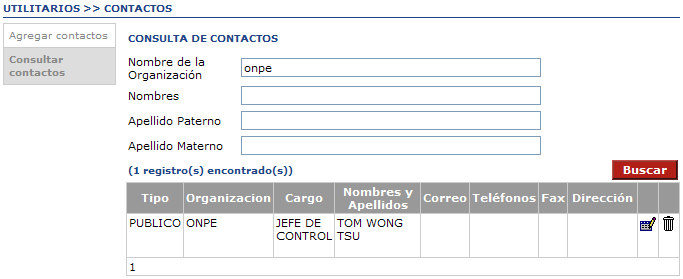 UTILITARIOS >> CONTACTOS
Agregar contactos
Consultar
contactos
CONSULTA DE CONTACTOS
Nombre de la
Organización
onpe
Nombres
Apellido Paterno
Apellido Materno
(1 registro(s) encontrado(s))
Buscar
Tipo Organizacion Cargo Nombres y Apellidos Correo Teléfonos Fax Dirección
PUBLICO ONPE JEFE DE CONTROL TOM WONG TSU
1